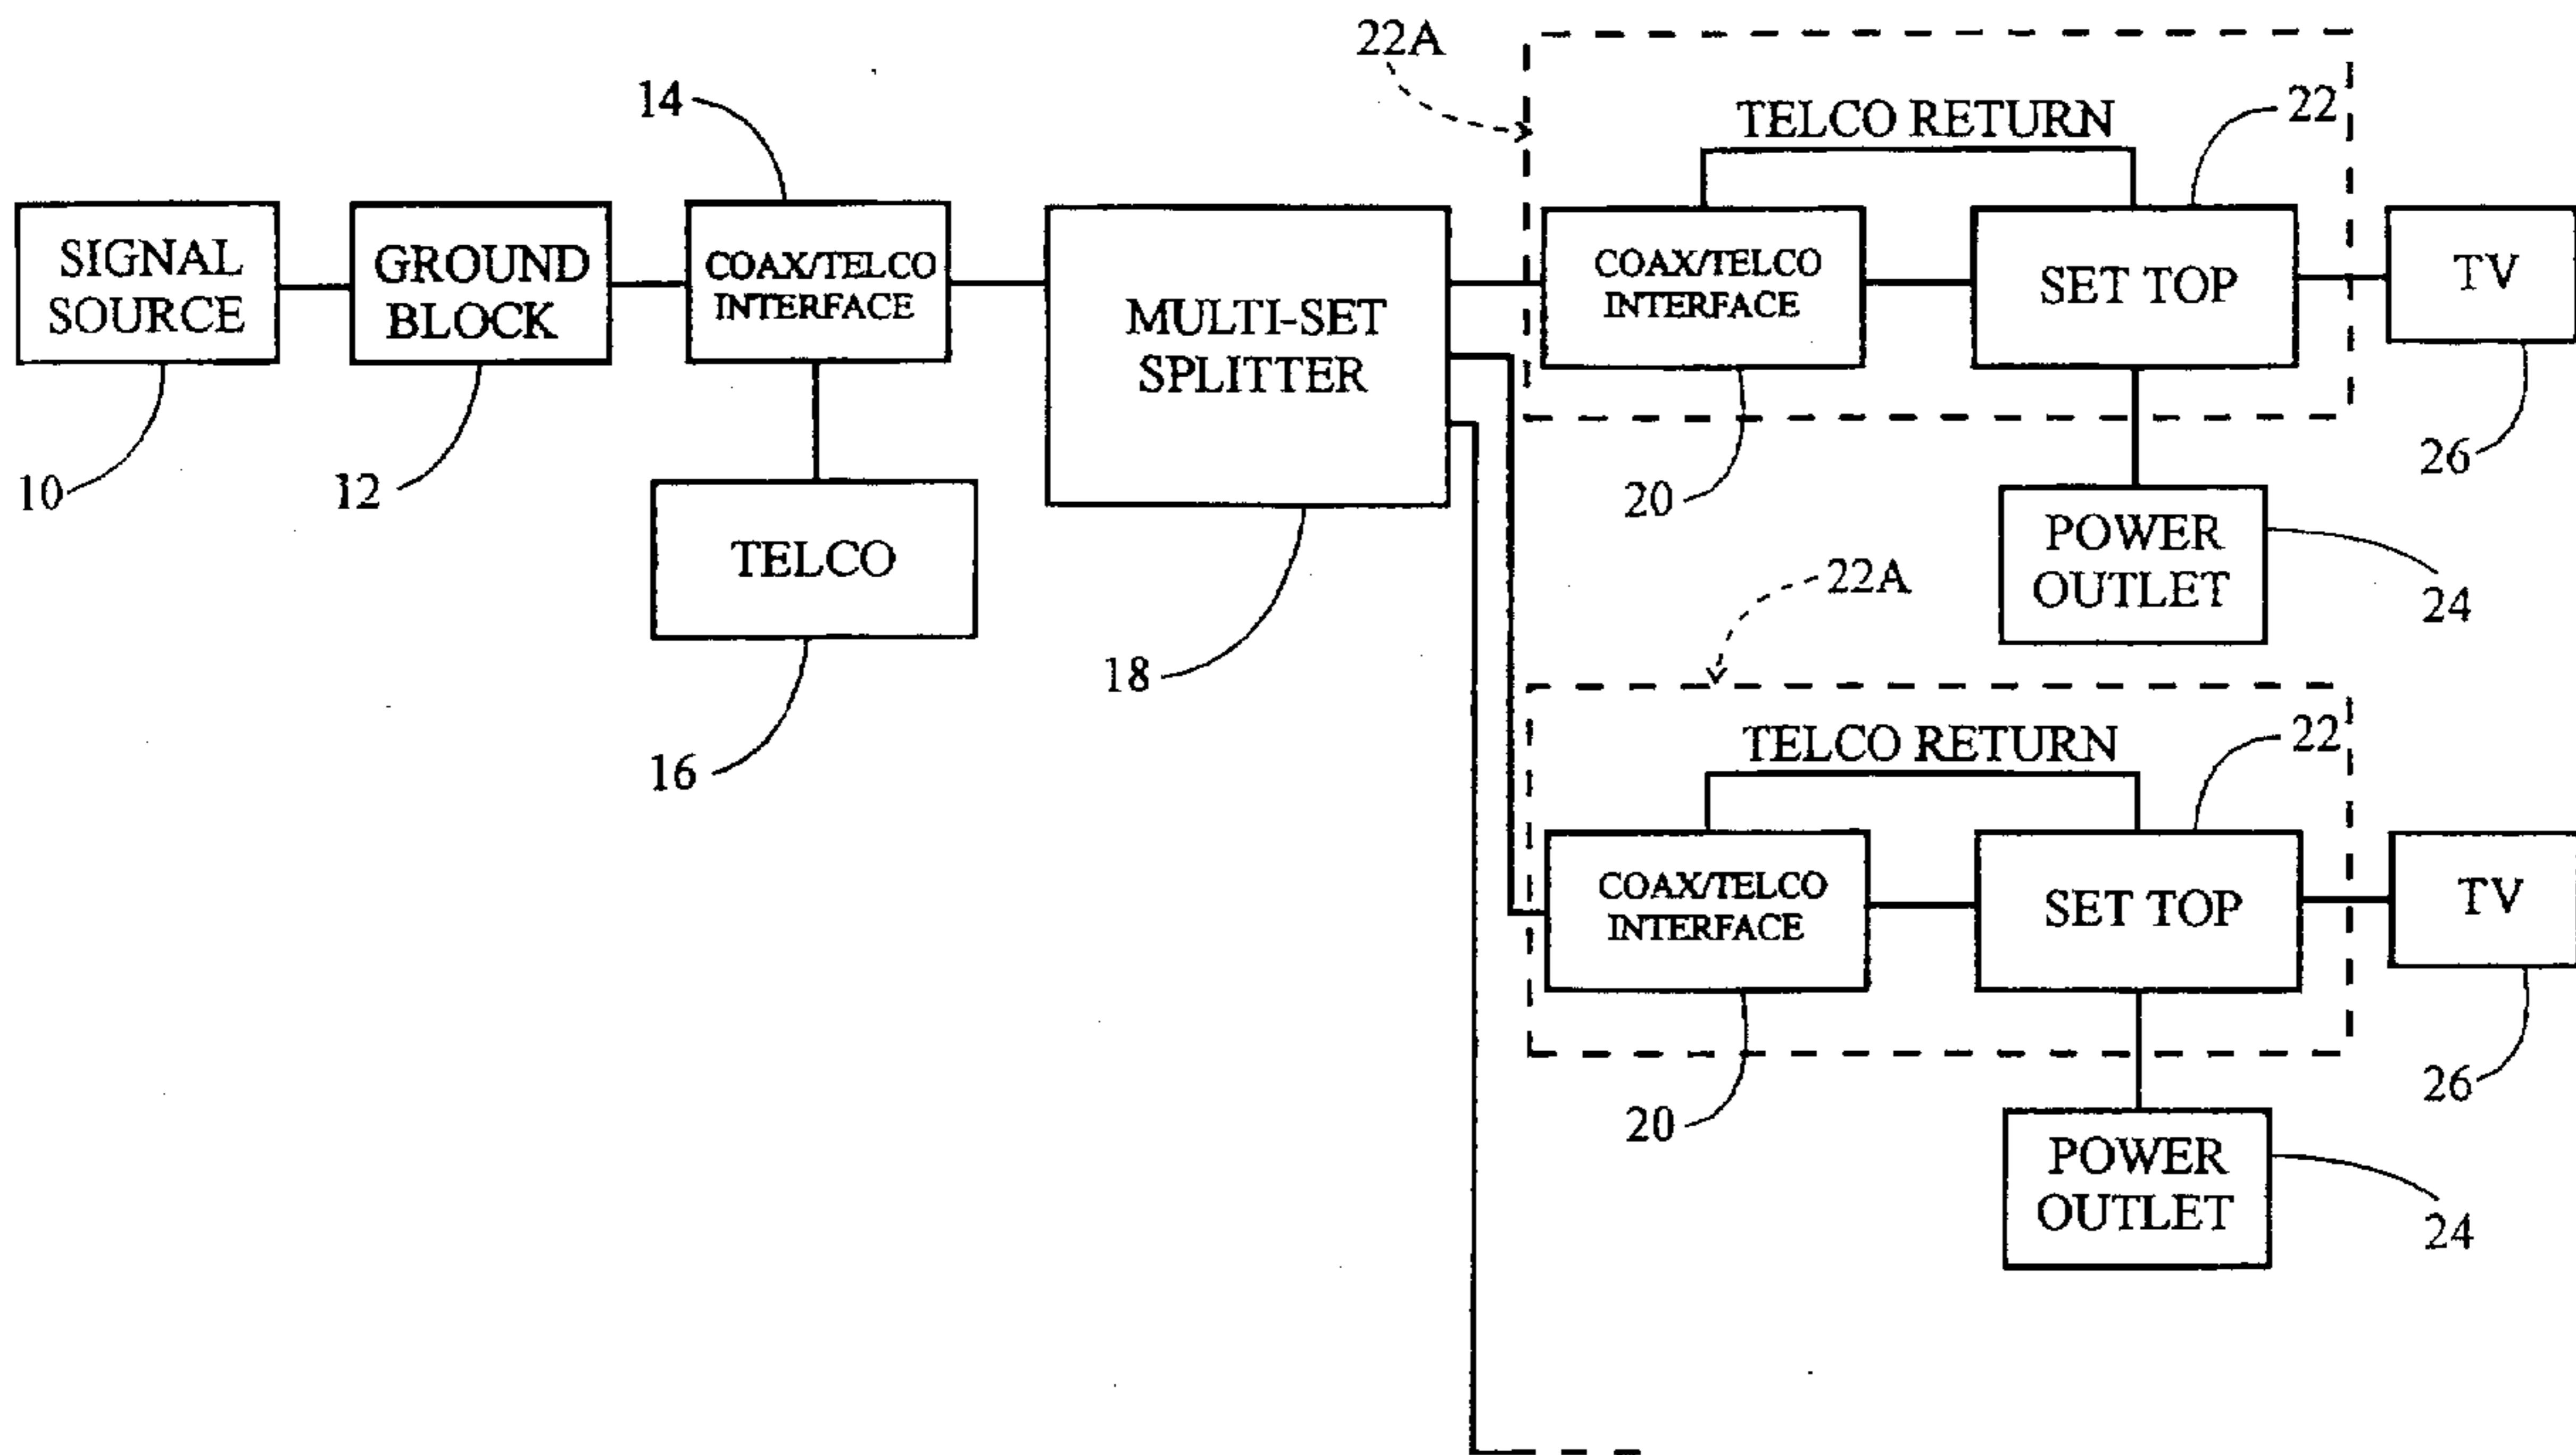 22A
14
TELCO RETURN
22
SIGNAL
SOURCE
GROUND
BLOCK
COAX/TELCO
INTERFACE
MULTI-SET
SPLITTER
COAX/TELCO
INTERFACE
SET TOP
TV
10
12
TELCO
20
26
POWER
OUTLET
24
18
16
22A
TELCO RETURN
22
COAX/TELCO
INTERFACE
SET TOP
TV
20
26
POWER
OUTLET
24